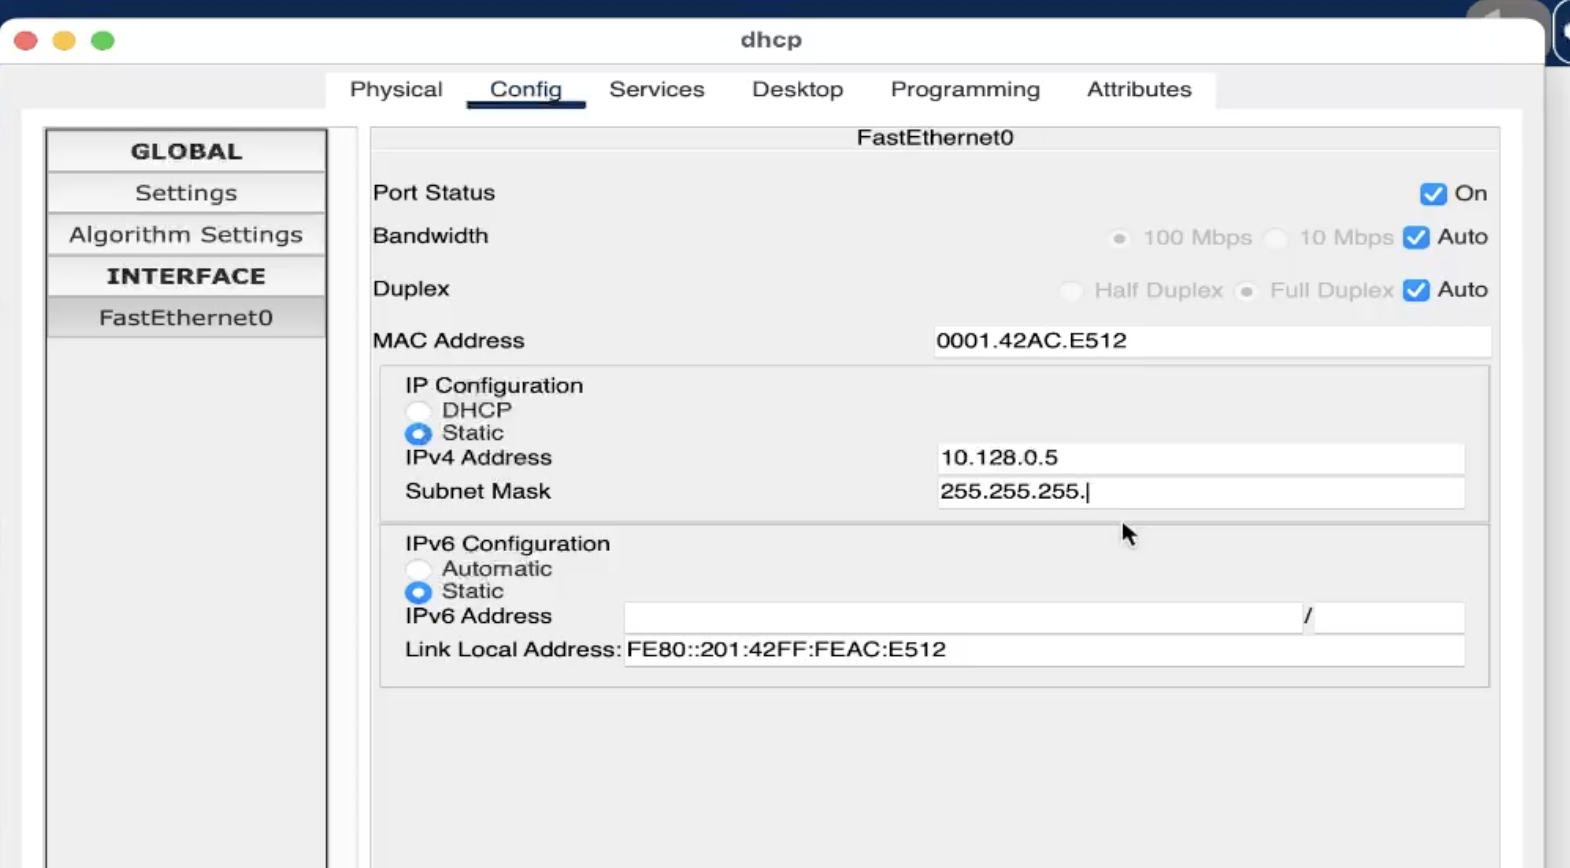 dhcp
Physical Config Services Desktop Programming Attributes
GLOBAL
Settings
Algorithm Settings
INTERFACE
FastEthernet0
FastEthernet0
Port Status On
Bandwidth 100 Mbps 10 Mbps Auto
Duplex Half Duplex Full Duplex Auto
MAC Address 0001.42AC.E512
IP Configuration
DHCP
Static
IPv4 Address 10.128.0.5
Subnet Mask 255.255.255.
IPv6 Configuration
Automatic
Static
IPv6 Address /
Link Local Address: FE80::201:42FF:FEAC:E512